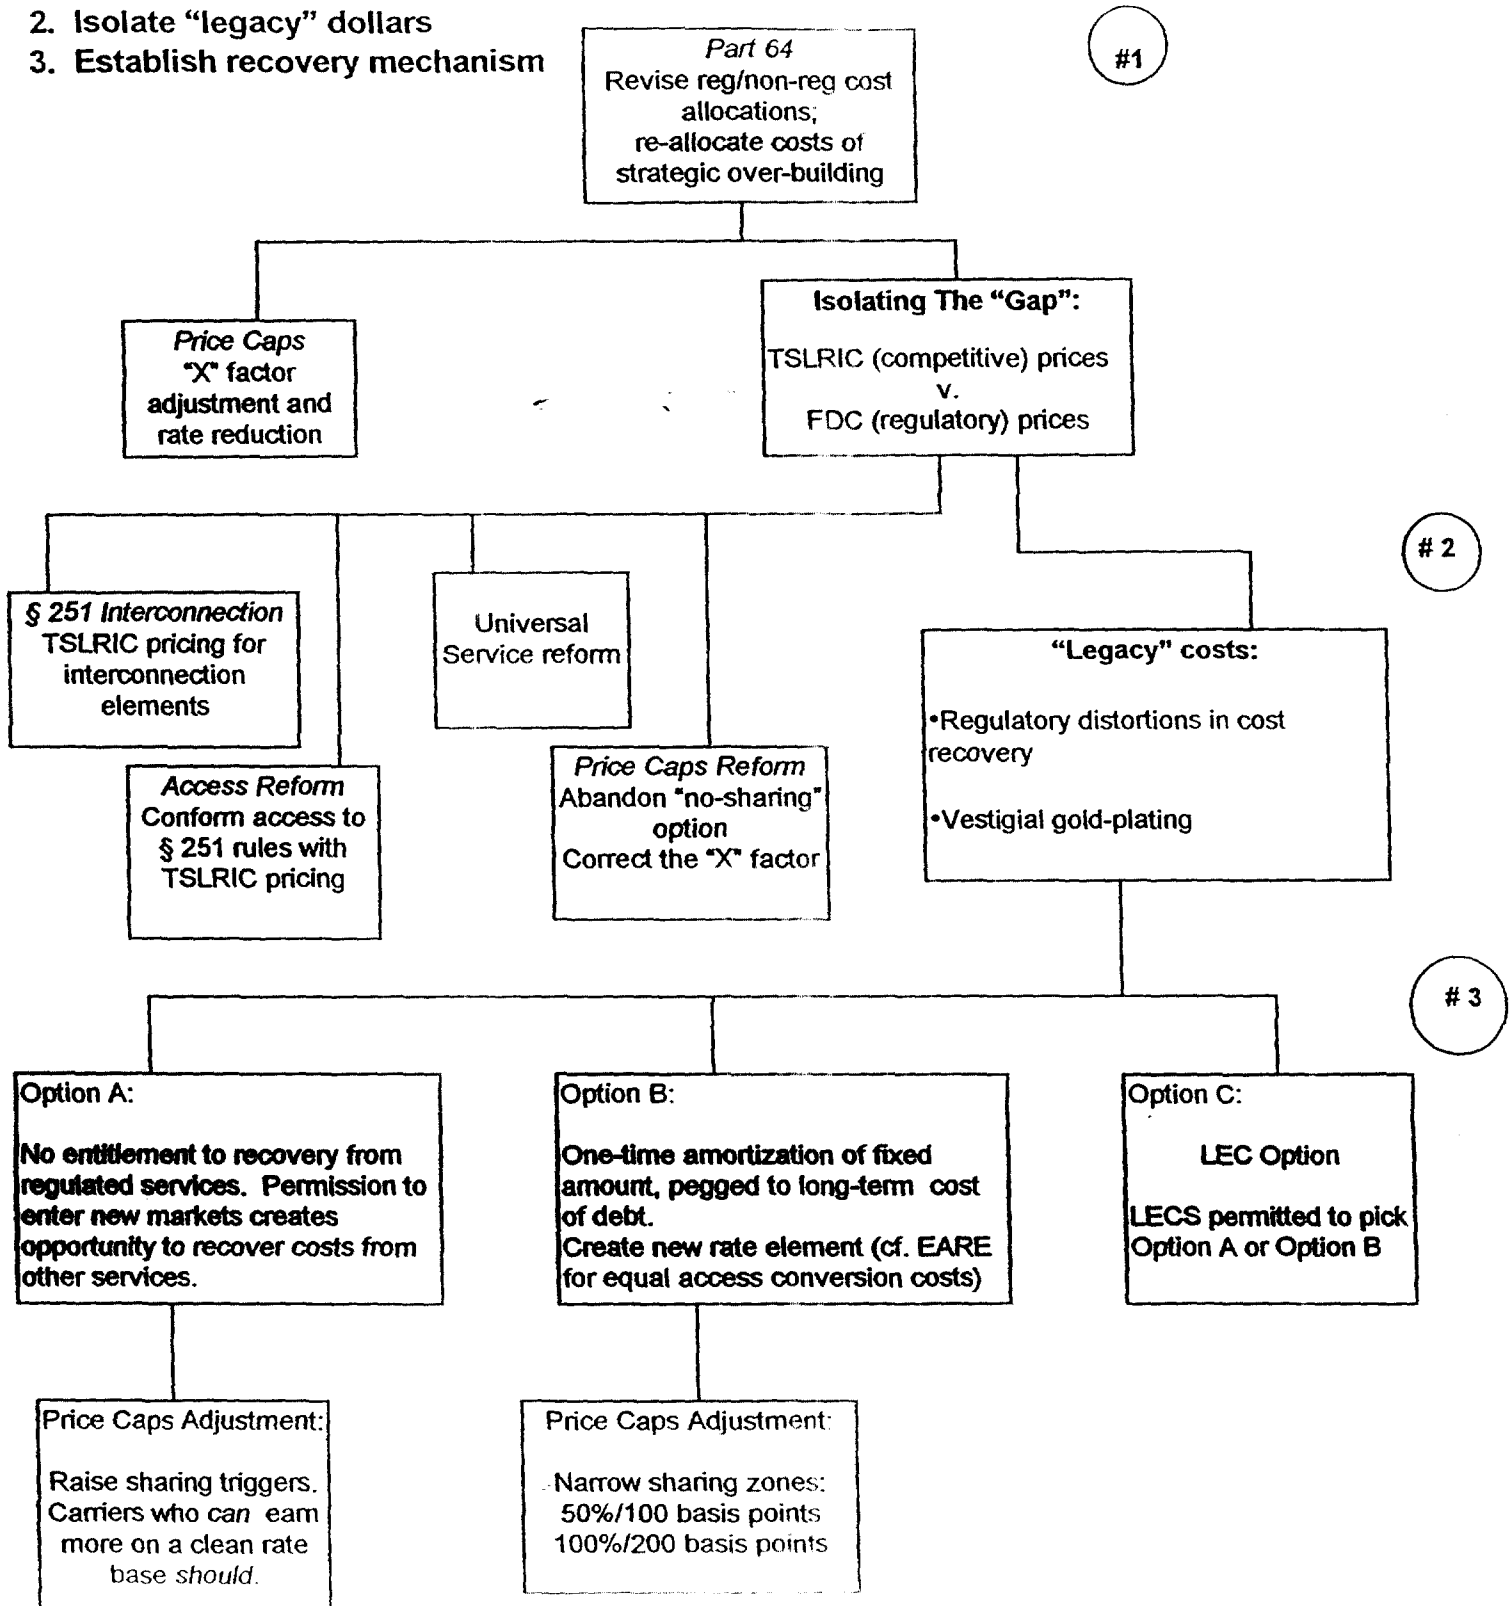 2. Isolate “legacy” dollars
3. Establish recovery mechanism
#1
Part 64
Revise reg/non-reg cost
allocations;
re-allocate costs of
strategic over-building
Price Caps
"X" factor
adjustment and
rate reduction
Isolating The “Gap”:
TSLRIC (competitive) prices
v.
FDC (regulatory) prices
# 2
§ 251 Interconnection
TSLRIC pricing for
interconnection
elements
Universal
Service reform
Access Reform
Conform access to
§ 251 rules with
TSLRIC pricing
Price Caps Reform
Abandon "no-sharing"
option
Correct the "X" factor
“Legacy” costs:
•Regulatory distortions in cost
recovery
•Vestigial gold-plating
# 3
Option A:
No entitlement to recovery from
regulated services. Permission to
enter new markets creates
opportunity to recover costs from
other services.
Option B:
One-time amortization of fixed
amount, pegged to long-term cost
of debt.
Create new rate element (cf. EARE
for equal access conversion costs)
Option C:
LEC Option
LECS permitted to pick
Option A or Option B
Price Caps Adjustment:
Raise sharing triggers.
Carriers who can earn
more on a clean rate
base should.
Price Caps Adjustment:
Narrow sharing zones:
50%/100 basis points
100%/200 basis points